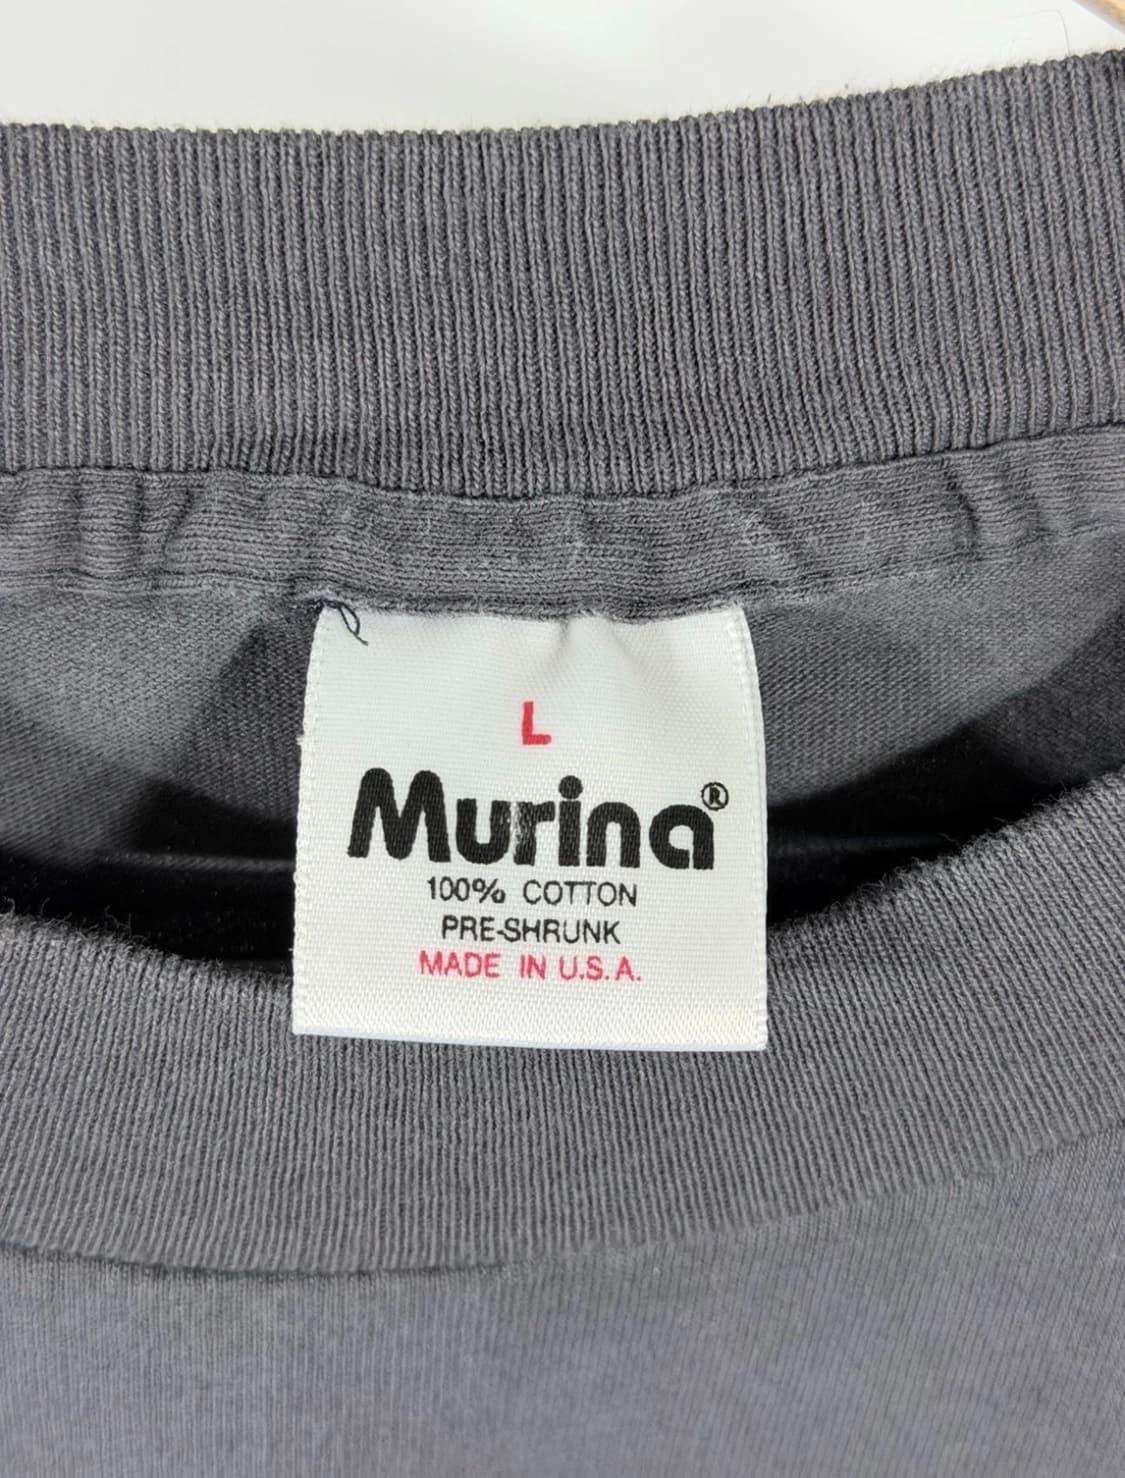 L
Murina®
100% COTTON
PRE-SHRUNK
MADE IN U.S.A.